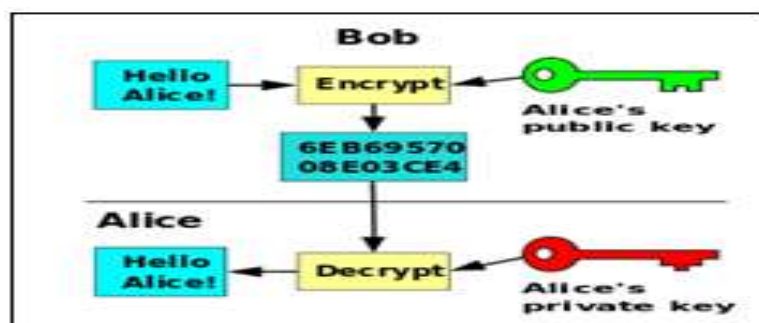 Bob
Hello
Alice!
Encrypt
Alice's
public key
6EB69570
08E03CE4
Alice
Hello
Alice!
Decrypt
Alice's
private key